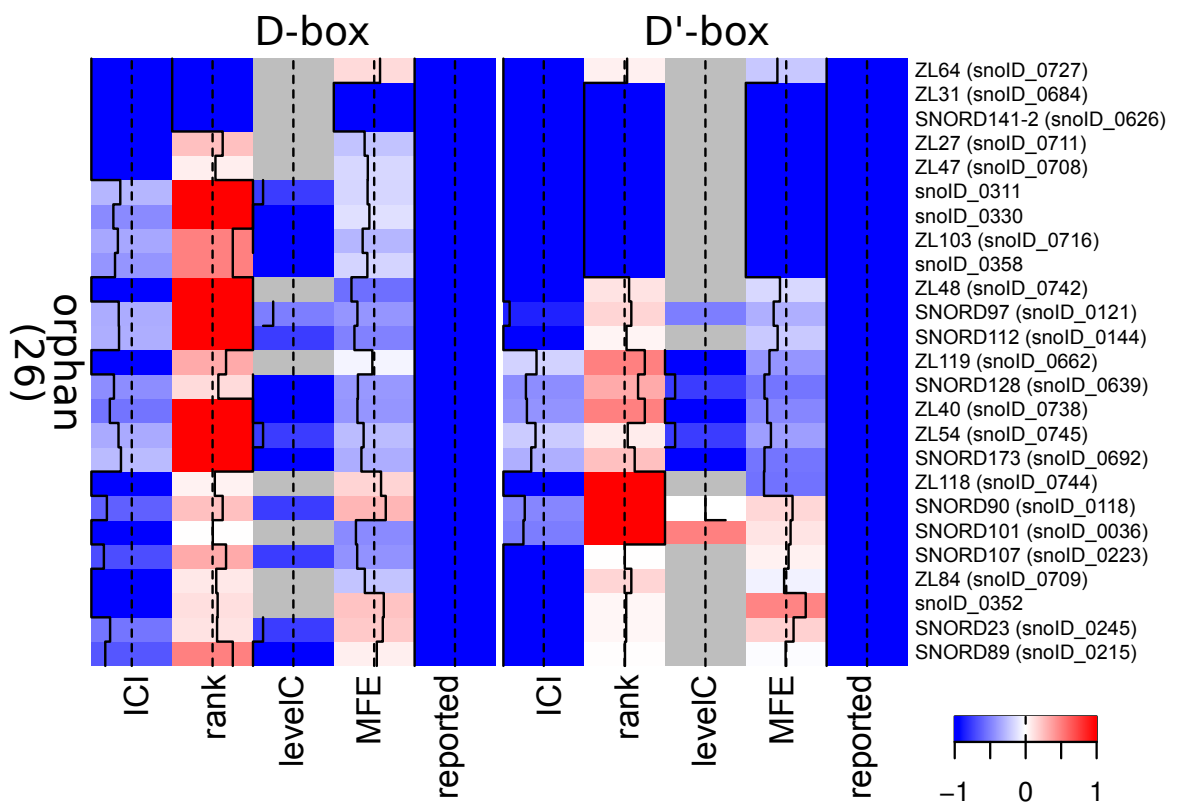 D-box
D'-box
ZL64 (snoID_0727)
ZL31 (snoID_0684)
SNORD141-2 (snoID_0626)
ZL27 (snoID_0711)
ZL47 (snoID_0708)
snoID_0311
snoID_0330
ZL103 (snoID_0716)
snoID_0358
ZL48 (snoID_0742)
SNORD97 (snoID_0121)
SNORD112 (snoID_0144)
ZL119 (snoID_0662)
SNORD128 (snoID_0639)
ZL40 (snoID_0738)
ZL54 (snoID_0745)
SNORD173 (snoID_0692)
ZL118 (snoID_0744)
SNORD90 (snoID_0118)
SNORD101 (snoID_0036)
SNORD107 (snoID_0223)
ZL84 (snoID_0709)
snoID_0352
SNORD23 (snoID_0245)
SNORD89 (snoID_0215)
orphan
(26)
ICI
rank
levelC
MFE
reported
ICI
rank
levelC
MFE
reported
−1 0 1